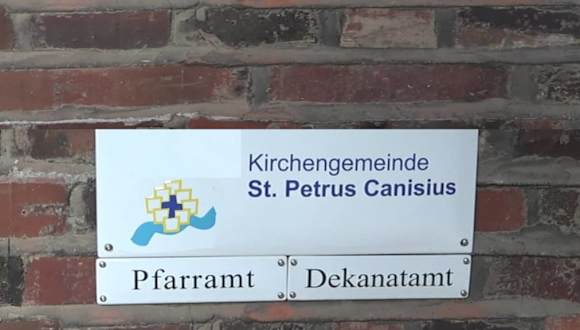 Kirchengemeinde
St. Petrus Canisius
Pfarramt
Dekanatamt